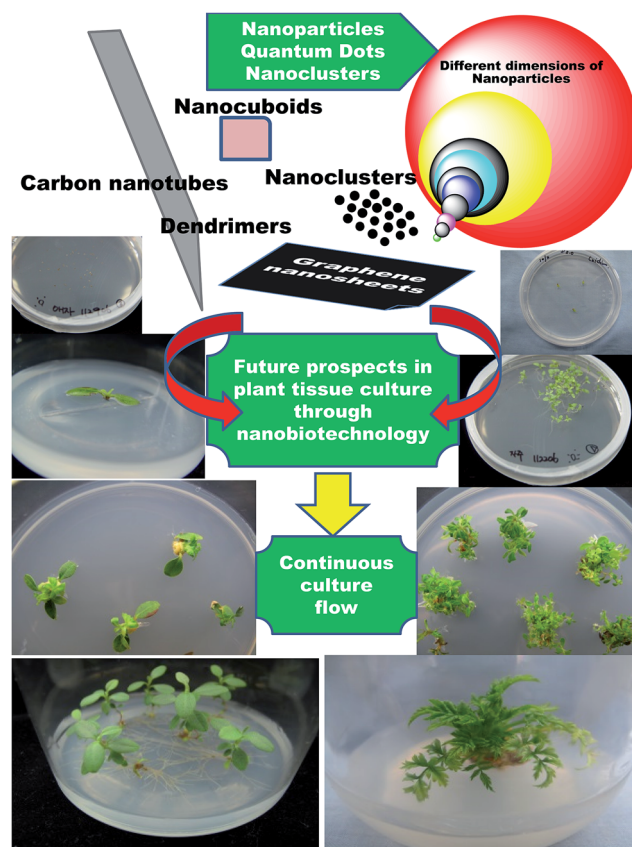 Nanoparticles
Quantum Dots
Nanoclusters
Different dimensions of
Nanoparticles
Nanocuboids
Carbon nanotubes
Nanoclusters
Dendrimers
Graphene
nanosheets
Future prospects in
plant tissue culture
through
nanobiotechnology
Continuous
culture
flow